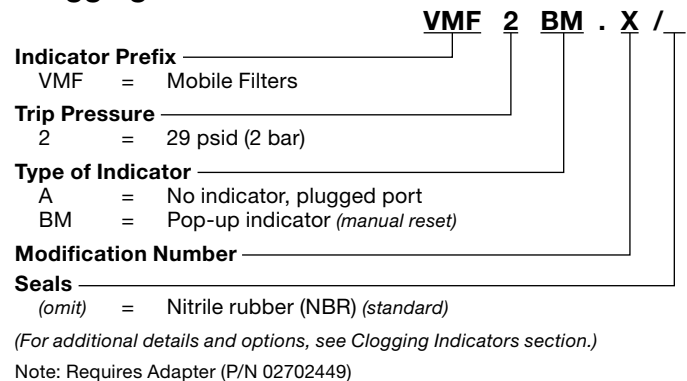 VMF 2 BM . X / _
Indicator Prefix
VMF = Mobile Filters
Trip Pressure
2 = 29 psid (2 bar)
Type of Indicator
A = No indicator, plugged port
BM = Pop-up indicator (manual reset)
Modification Number
Seals
(omit) = Nitrile rubber (NBR) (standard)
(For additional details and options, see Clogging Indicators section.)
Note: Requires Adapter (P/N 02702449)